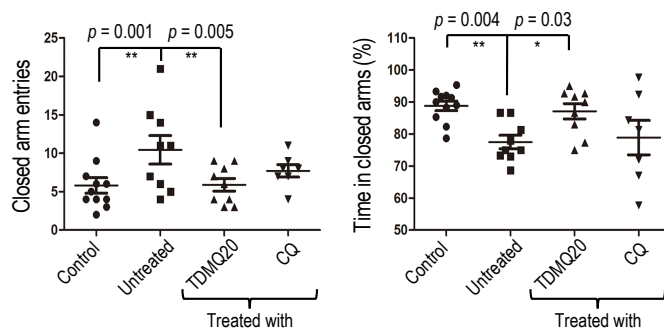 p = 0.001 p = 0.005
** **
Closed arm entries
25
20
15
10
5
0
Control
Untreated
TDMQ20
CQ
Treated with
p = 0.004 p = 0.03
** *
Time in closed arms (%)
110
100
90
80
70
60
50
Control
Untreated
TDMQ20
CQ
Treated with